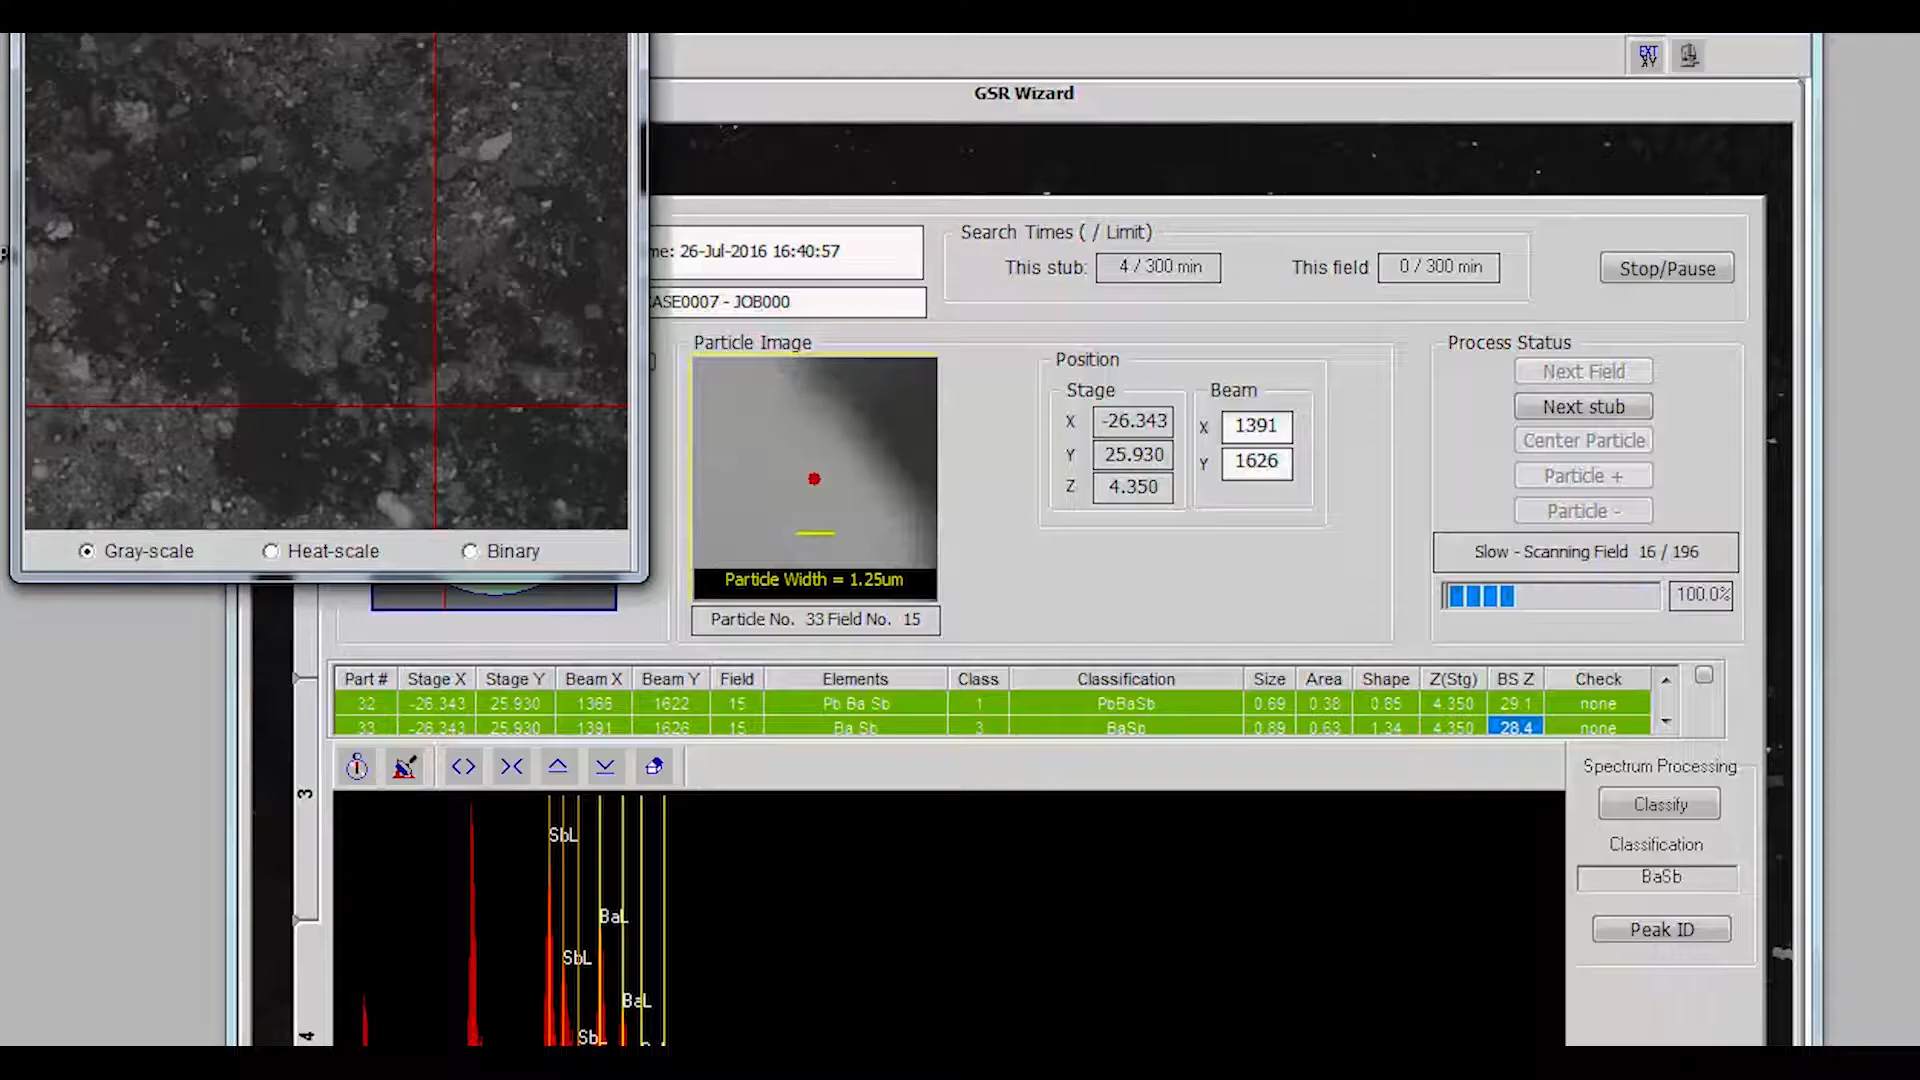 EXT
XY
GSR Wizard
me: 26-Jul-2016 16:40:57
ASE0007 - JOB000
Search Times ( / Limit)
This stub: 4 / 300 min
This field 0 / 300 min
Stop/Pause
Particle Image
Particle Width = 1.25um
Particle No. 33 Field No. 15
Position
Stage
X -26.343
Y 25.930
Z 4.350
Beam
X 1391
Y 1626
Process Status
Next Field
Next stub
Center Particle
Particle +
Particle -
Slow - Scanning Field 16 / 196
100.0%
Gray-scale Heat-scale Binary
Part # Stage X Stage Y Beam X Beam Y Field Elements Class Classification Size Area Shape Z(Stg) BS Z Check
32 -26.343 25.930 1366 1622 15 Pb Ba Sb 1 PbBaSb 0.69 0.38 0.85 4.350 29.1 none
33 -26.343 25.930 1391 1626 15 Ba Sb 3 BaSb 0.89 0.63 1.34 4.350 28.4 none
3
4
SbL
BaL
SbL
BaL
Sb
Spectrum Processing
Classify
Classification
BaSb
Peak ID